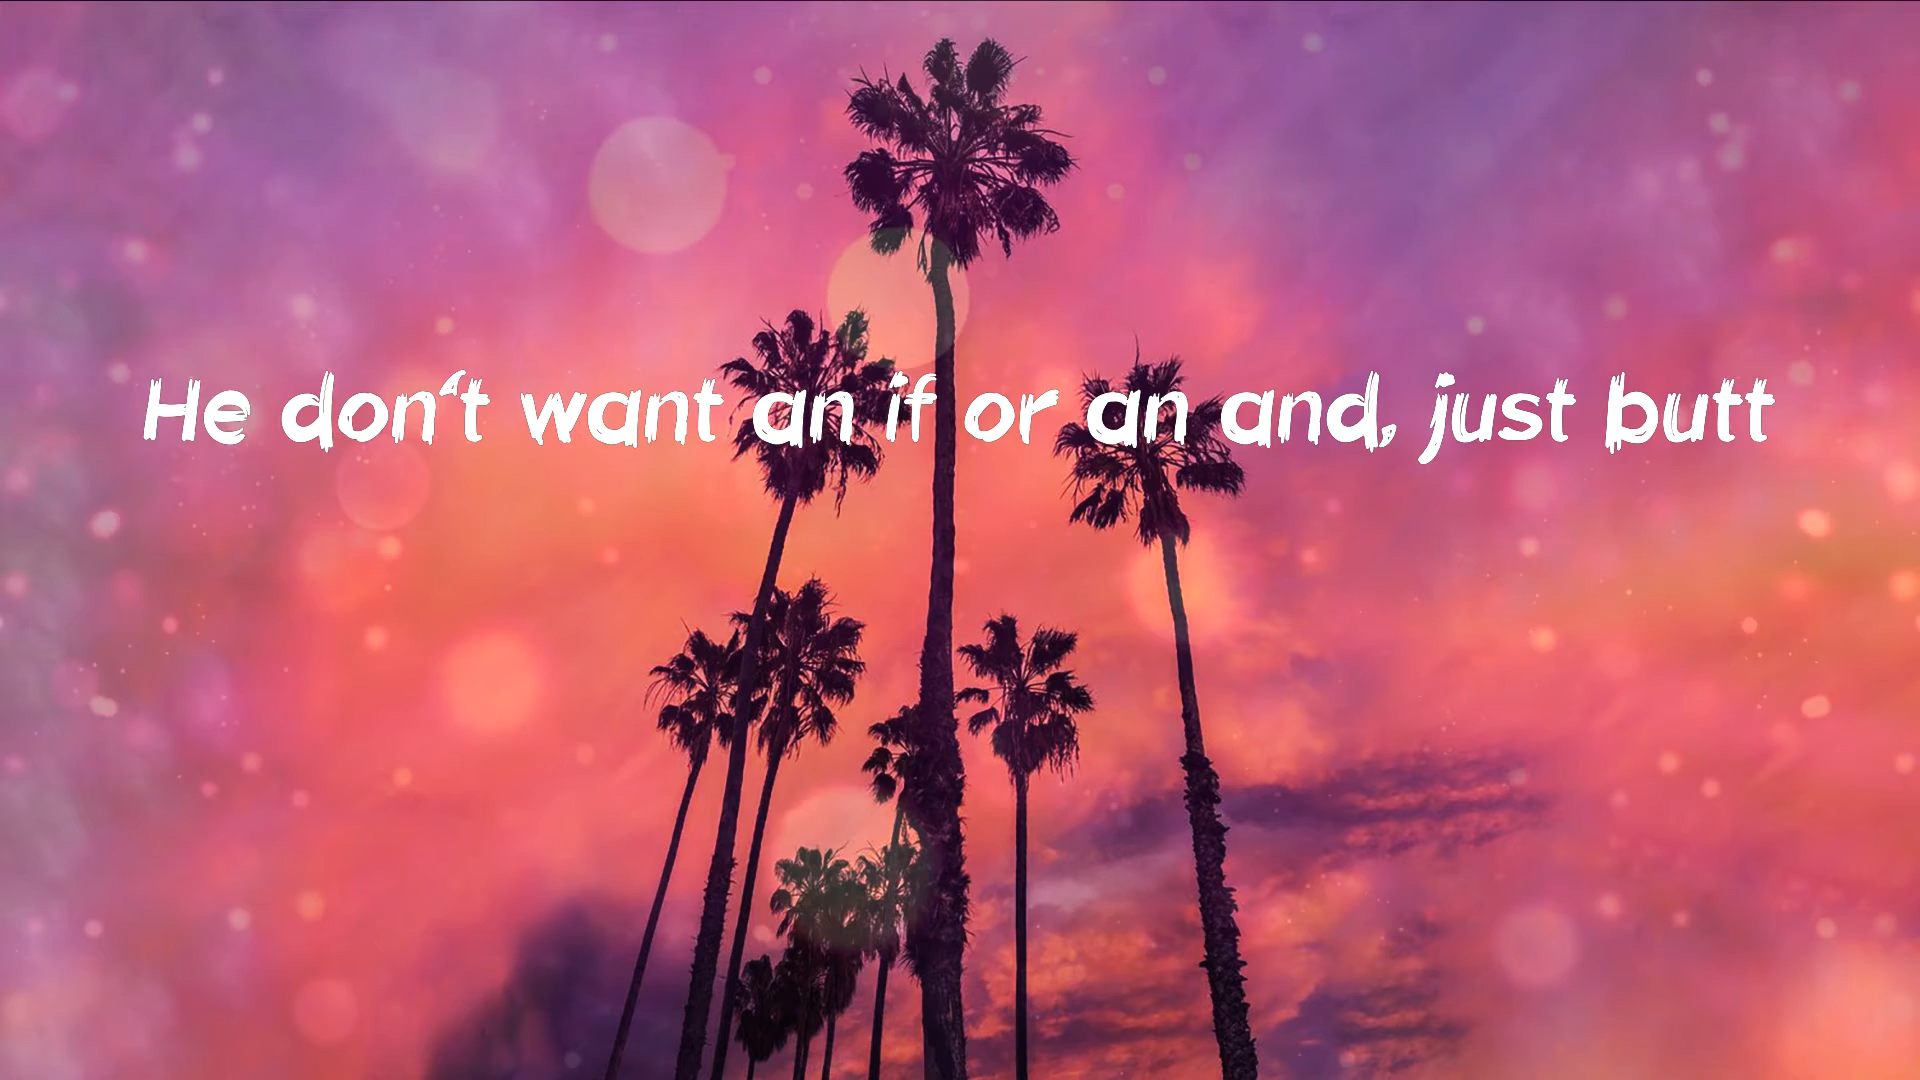 He don‘t want an if or an and, just butt